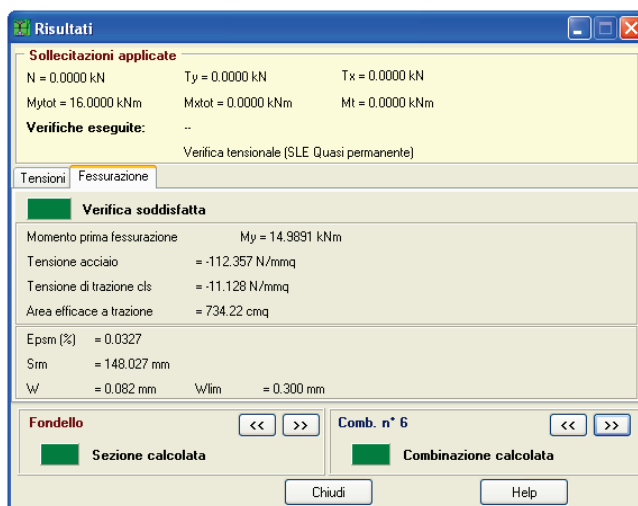 Risultati
Sollecitazioni applicate
N = 0.0000 kN Ty = 0.0000 kN Tx = 0.0000 kN
Mytot = 16.0000 kNm Mxtot = 0.0000 kNm Mt = 0.0000 kNm
Verifiche eseguite: --
Verifica tensionale (SLE Quasi permanente)
Tensioni Fessurazione
Verifica soddisfatta
Momento prima fessurazione My = 14.9891 kNm
Tensione acciaio = -112.357 N/mmq
Tensione di trazione cls = -11.128 N/mmq
Area efficace a trazione = 734.22 cmq
Epsm (%) = 0.0327
Srm = 148.027 mm
W = 0.082 mm Wlim = 0.300 mm
Fondello << >> Comb. n° 6 << >>
Sezione calcolata Combinazione calcolata
Chiudi Help